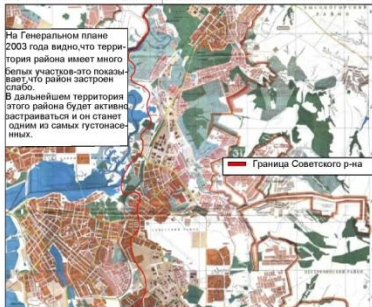 На Генеральном плане
2003 года видно,что терри-
тория района имеет много
белых участков-это показы-
вает,что район застроен
слабо.
В дальнейшем территория
этого района будет активно
застраиваться и он станет
одним из самых густонасе-
нных.
Граница Советского р-на